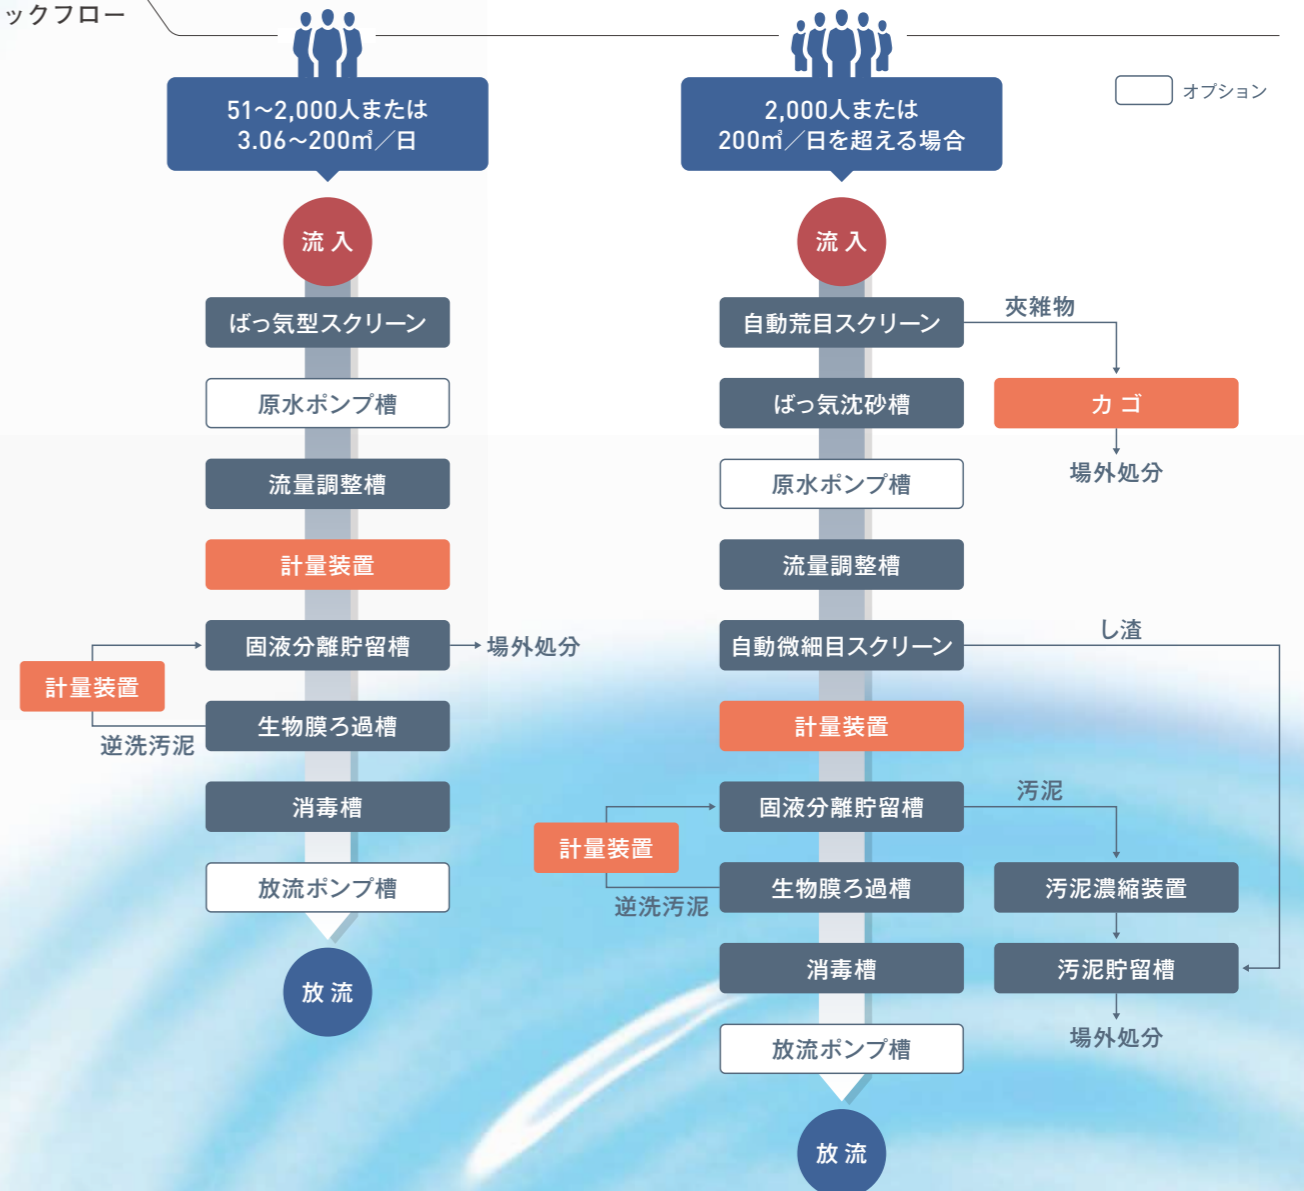 ックフロー
オプション
51～2,000人または
3.06～200㎥／日
流入
ばっ気型スクリーン
原水ポンプ槽
流量調整槽
計量装置
固液分離貯留槽
場外処分
計量装置
生物膜ろ過槽
逆洗汚泥
消毒槽
放流ポンプ槽
放流
2,000人または
200㎥／日を超える場合
流入
自動荒目スクリーン
夾雑物
ばっ気沈砂槽
カゴ
場外処分
原水ポンプ槽
流量調整槽
自動微細目スクリーン
し渣
計量装置
固液分離貯留槽
汚泥
計量装置
生物膜ろ過槽
逆洗汚泥
汚泥濃縮装置
消毒槽
汚泥貯留槽
場外処分
放流ポンプ槽
放流